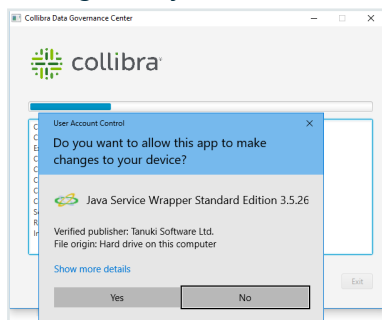 Collibra Data Governance Center
collibra
User Account Control
Do you want to allow this app to make
changes to your device?
Java Service Wrapper Standard Edition 3.5.26
Verified publisher: Tanuki Software Ltd.
File origin: Hard drive on this computer
Show more details
Yes
No
Exit